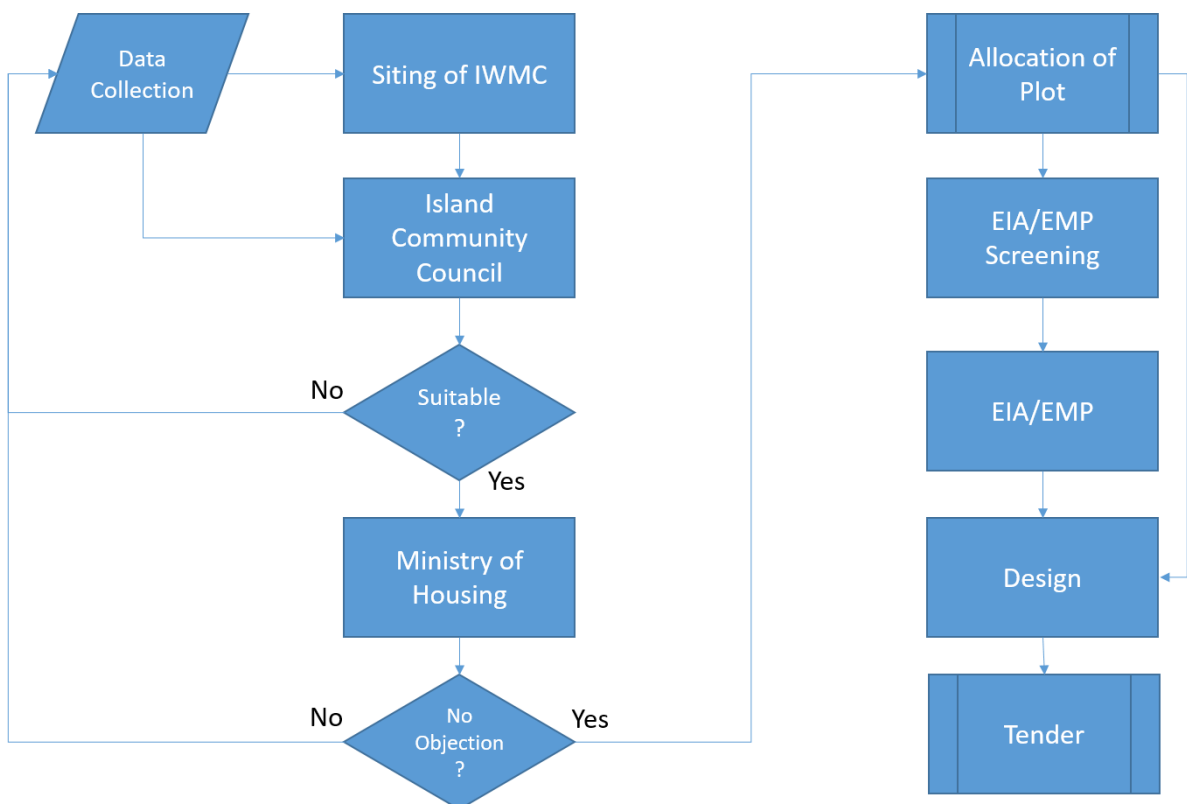 Data
Collection
Siting of IWMC
Island
Community
Council
No
Suitable
?
Yes
Ministry of
Housing
No
No
Objection
?
Yes
Allocation of
Plot
EIA/EMP
Screening
EIA/EMP
Design
Tender